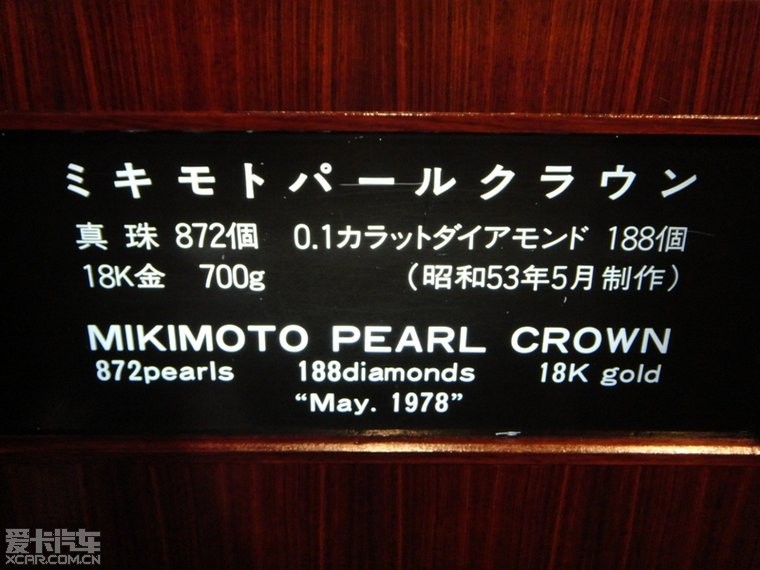 ミキモトパールクラウン
真珠 872個 0.1カラットダイアモンド 188個
18K金 700g （昭和53年5月制作）
MIKIMOTO PEARL CROWN
872pearls 188diamonds 18K gold
“May. 1978”
爱卡汽车
XCAR.COM.CN